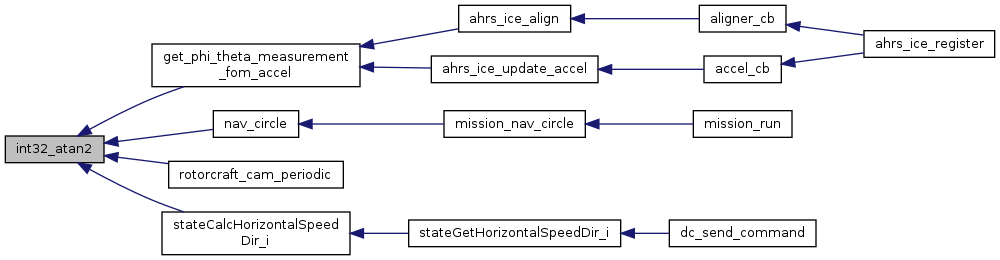 int32_atan2
get_phi_theta_measurement
_fom_accel
ahrs_ice_align
aligner_cb
ahrs_ice_register
ahrs_ice_update_accel
accel_cb
nav_circle
mission_nav_circle
mission_run
rotorcraft_cam_periodic
stateCalcHorizontalSpeed
Dir_i
stateGetHorizontalSpeedDir_i
dc_send_command